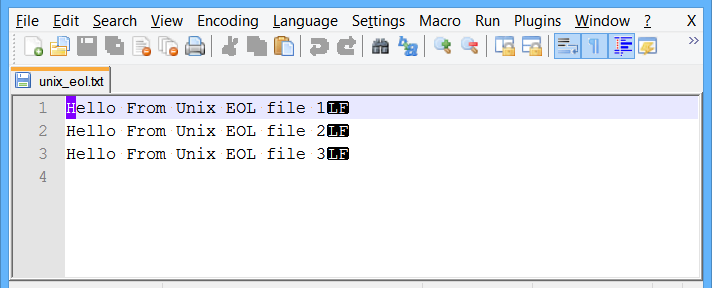 File Edit Search View Encoding Language Settings Macro Run Plugins Window ? X
unix_eol.txt
1 Hello From Unix EOL file 1LF
2 Hello From Unix EOL file 2LF
3 Hello From Unix EOL file 3LF
4